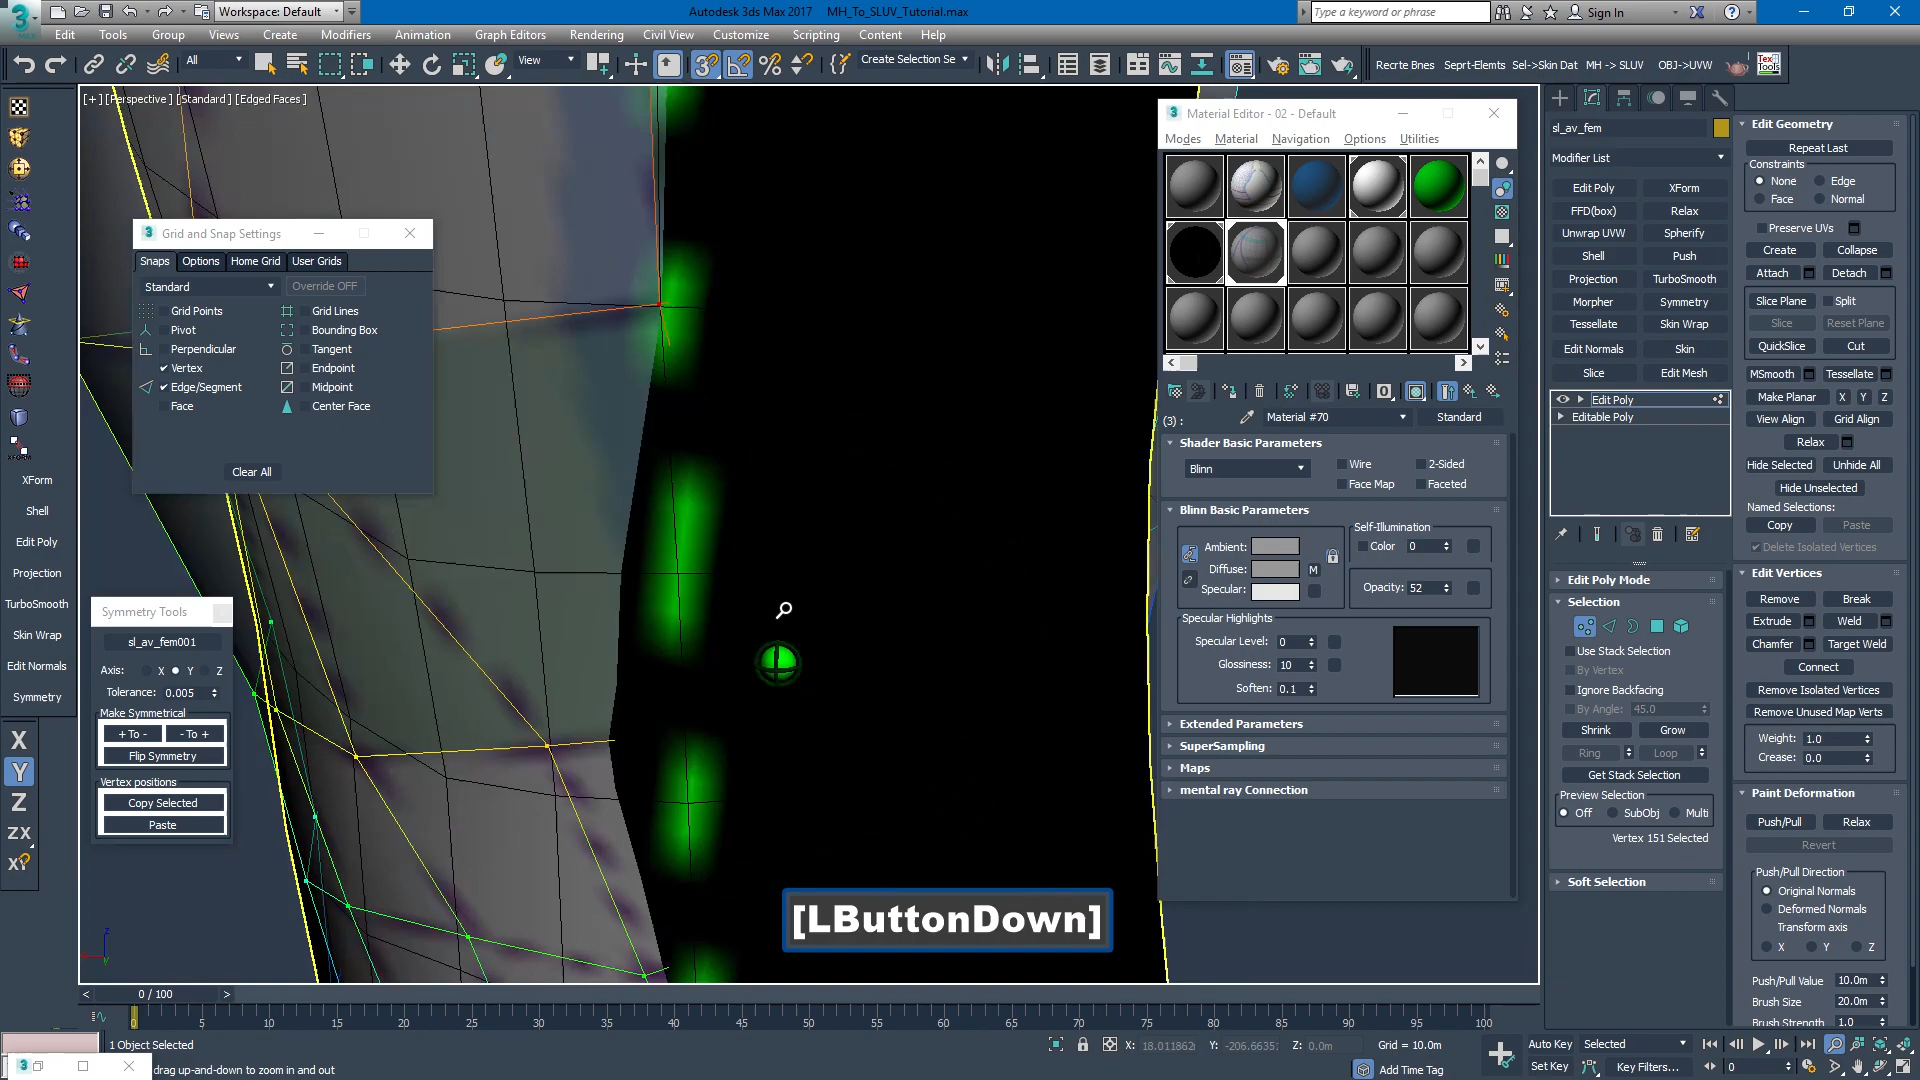 Workspace: Default
Autodesk 3ds Max 2017 MH_To_SLUV_Tutorial.max
Type a keyword or phrase
Sign In
3
MAX
Edit Tools Group Views Create Modifiers Animation Graph Editors Rendering Civil View Customize Scripting Content Help
All
View
Create Selection Se
Recrte Bnes Seprt-Elemts Sel->Skin Dat MH -> SLUV OBJ->UVW
[+] [Perspective] [Standard] [Edged Faces]
Grid and Snap Settings
Snaps Options Home Grid User Grids
Standard Override OFF
Grid Points Grid Lines
Pivot Bounding Box
Perpendicular Tangent
Vertex Endpoint
Edge/Segment Midpoint
Face Center Face
Clear All
XForm
Shell
Edit Poly
Projection
TurboSmooth
Skin Wrap
Edit Normals
Symmetry
X
Y
Z
ZX
XY
Symmetry Tools
sl_av_fem001
Axis: X Y Z
Tolerance: 0.005
Make Symmetrical
+ To - - To +
Flip Symmetry
Vertex positions
Copy Selected
Paste
[LButtonDown]
Material Editor - 02 - Default
Modes Material Navigation Options Utilities
(3) : Material #70 Standard
Shader Basic Parameters
Blinn
Wire 2-Sided
Face Map Faceted
Blinn Basic Parameters
Self-Illumination
Ambient: Color 0
Diffuse: M
Specular: Opacity: 52
Specular Highlights
Specular Level: 0
Glossiness: 10
Soften: 0.1
Extended Parameters
SuperSampling
Maps
mental ray Connection
sl_av_fem
Modifier List
Edit Poly XForm
FFD(box) Relax
Unwrap UVW Spherify
Shell Push
Projection TurboSmooth
Morpher Symmetry
Tessellate Skin Wrap
Edit Normals Skin
Slice Edit Mesh
Edit Poly
Editable Poly
Edit Poly Mode
Selection
Use Stack Selection
By Vertex
Ignore Backfacing
By Angle: 45.0
Shrink Grow
Ring Loop
Get Stack Selection
Preview Selection
Off SubObj Multi
Vertex 151 Selected
Soft Selection
Edit Geometry
Repeat Last
Constraints
None Edge
Face Normal
Preserve UVs
Create Collapse
Attach Detach
Slice Plane Split
Slice Reset Plane
QuickSlice Cut
MSmooth Tessellate
Make Planar X Y Z
View Align Grid Align
Relax
Hide Selected Unhide All
Hide Unselected
Named Selections:
Copy Paste
Delete Isolated Vertices
Edit Vertices
Remove Break
Extrude Weld
Chamfer Target Weld
Connect
Remove Isolated Vertices
Remove Unused Map Verts
Weight: 1.0
Crease: 0.0
Paint Deformation
Push/Pull Relax
Revert
Push/Pull Direction
Original Normals
Deformed Normals
Transform axis
X Y Z
Push/Pull Value 10.0m
Brush Size 20.0m
Brush Strength 1.0
< 0 / 100 >
0 5 10 15 20 25 30 35 40 45 50 55 60 65 70 75 80 85 90 95 100
1 Object Selected
X: 18.011862 Y: -206.6635 Z: 0.0m Grid = 10.0m
Auto Key Selected
drag up-and-down to zoom in and out
Add Time Tag
Set Key Key Filters... 0